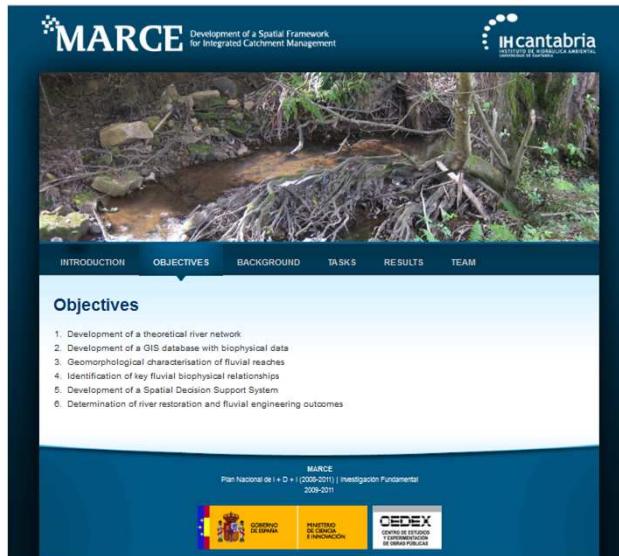 MARCE
Development of a Spatial Framework
for Integrated Catchment Management
IHcantabria
INSTITUTO DE HIDRÁULICA AMBIENTAL
UNIVERSIDAD DE CANTABRIA
INTRODUCTION
OBJECTIVES
BACKGROUND
TASKS
RESULTS
TEAM
Objectives
1. Development of a theoretical river network
2. Development of a GIS database with biophysical data
3. Geomorphological characterisation of fluvial reaches
4. Identification of key fluvial biophysical relationships
5. Development of a Spatial Decision Support System
6. Determination of river restoration and fluvial engineering outcomes
MARCE
Plan Nacional de I + D + I (2008-2011) | Investigación Fundamental
2009-2011
GOBIERNO
DE ESPAÑA
MINISTERIO
DE CIENCIA
E INNOVACIÓN
CEDEX
CENTRO DE ESTUDIOS
Y EXPERIMENTACIÓN
DE OBRAS PÚBLICAS